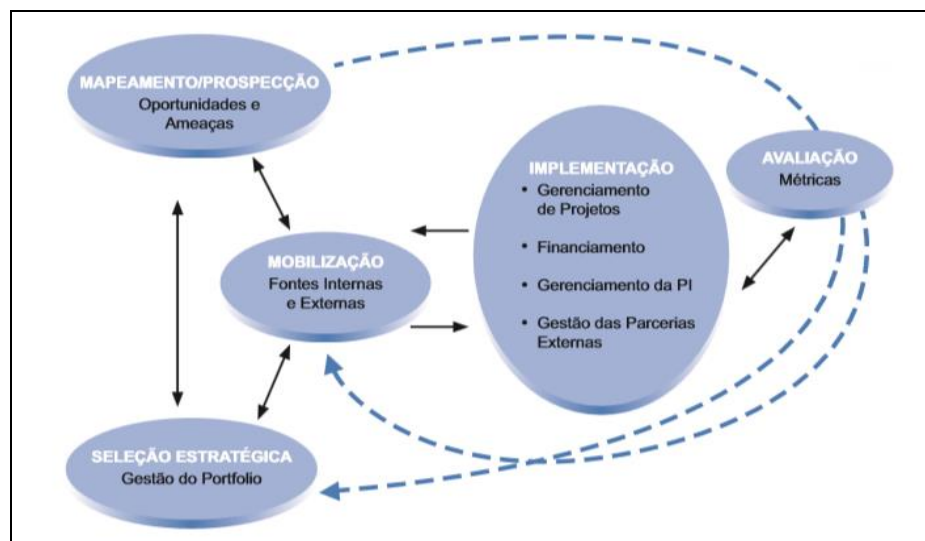 MAPEAMENTO/PROSPECÇÃO
Oportunidades e
Ameaças
MOBILIZAÇÃO
Fontes Internas
e Externas
SELEÇÃO ESTRATÉGICA
Gestão do Portfolio
IMPLEMENTAÇÃO
• Gerenciamento
de Projetos
• Financiamento
• Gerenciamento da PI
• Gestão das Parcerias
Externas
AVALIAÇÃO
Métricas